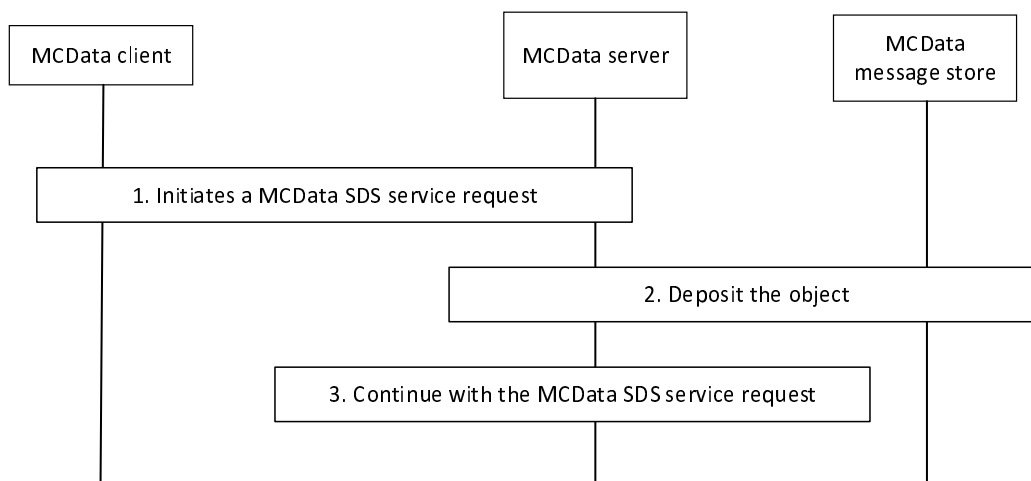 MCData client
MCData server
MCData
message store
1. Initiates a MCData SDS service request
2. Deposit the object
3. Continue with the MCData SDS service request